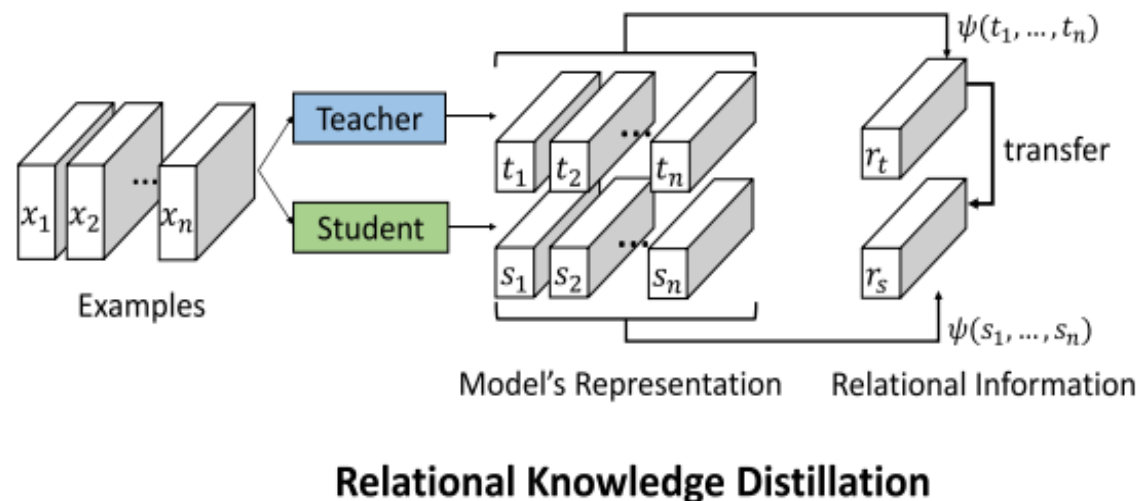 ψ(t₁, …, tₙ)
Teacher
t₁ t₂ … tₙ
rₜ
transfer
x₁ x₂ … xₙ
Student
s₁ s₂ … sₙ
rₛ
Examples
ψ(s₁, …, sₙ)
Model's Representation
Relational Information
Relational Knowledge Distillation